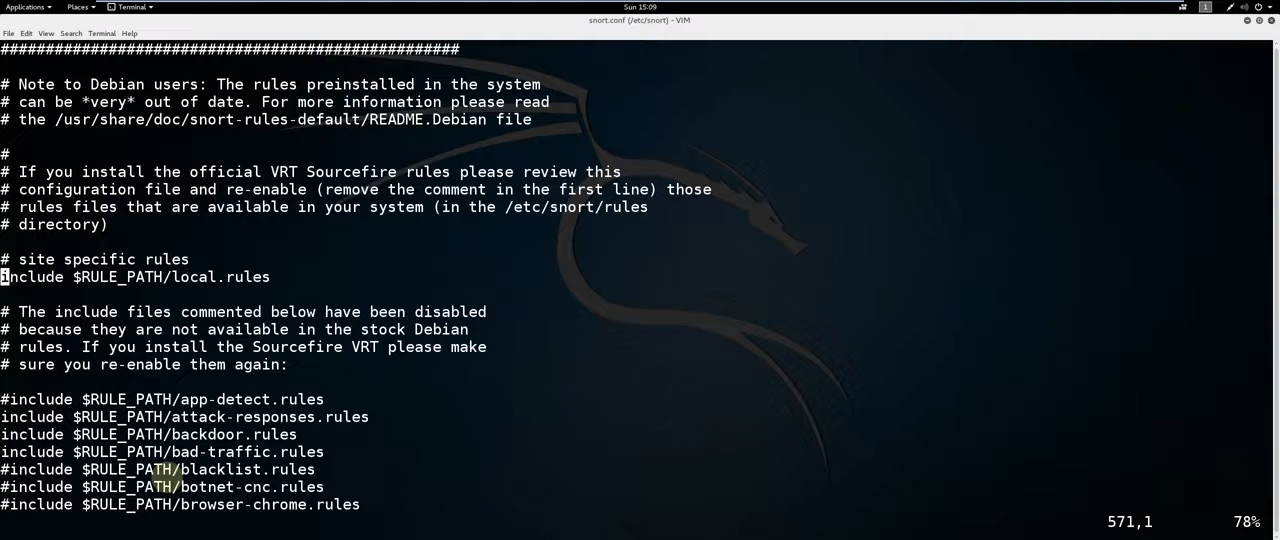 Applications Places Terminal Sun 15:09 1
snort.conf (/etc/snort) - VIM
File Edit View Search Terminal Help
###################################################
# Note to Debian users: The rules preinstalled in the system
# can be *very* out of date. For more information please read
# the /usr/share/doc/snort-rules-default/README.Debian file
#
# If you install the official VRT Sourcefire rules please review this
# configuration file and re-enable (remove the comment in the first line) those
# rules files that are available in your system (in the /etc/snort/rules
# directory)
# site specific rules
include $RULE_PATH/local.rules
# The include files commented below have been disabled
# because they are not available in the stock Debian
# rules. If you install the Sourcefire VRT please make
# sure you re-enable them again:
#include $RULE_PATH/app-detect.rules
include $RULE_PATH/attack-responses.rules
include $RULE_PATH/backdoor.rules
include $RULE_PATH/bad-traffic.rules
#include $RULE_PATH/blacklist.rules
#include $RULE_PATH/botnet-cnc.rules
#include $RULE_PATH/browser-chrome.rules
571,1 78%